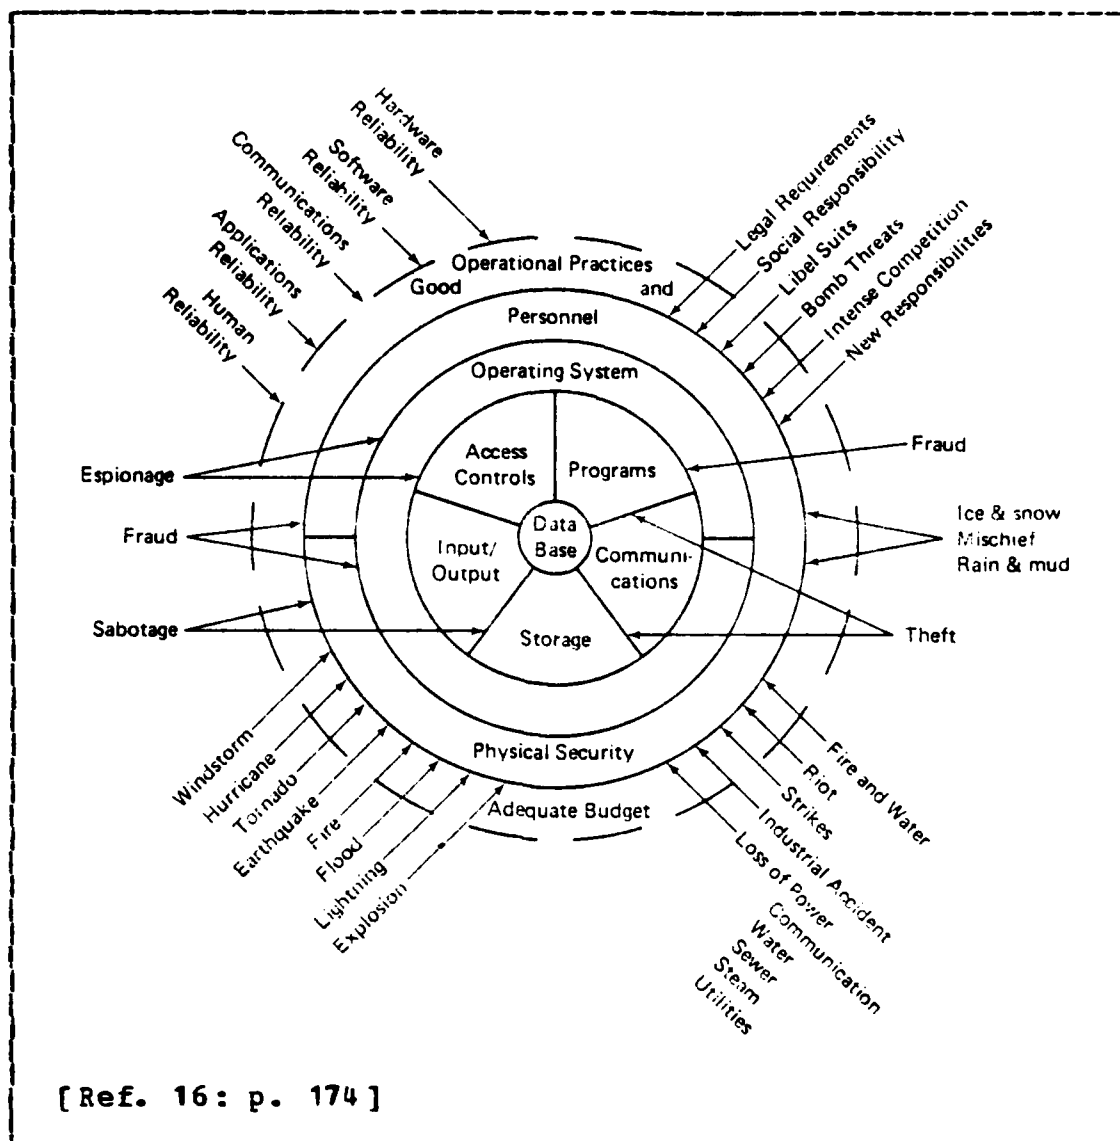 Hardware
Reliability
Software
Reliability
Communications
Reliability
Applications
Reliability
Human
Reliability
Legal Requirements
Social Responsibility
Libel Suits
Bomb Threats
Intense Competition
New Responsibilities
Operational Practices
Good
and
Personnel
Operating System
Access
Controls
Programs
Data
Base
Input/
Output
Communi-
cations
Storage
Physical Security
Adequate Budget
Espionage
Fraud
Sabotage
Fraud
Ice & snow
Mischief
Rain & mud
Theft
Windstorm
Hurricane
Tornado
Earthquake
Fire
Flood
Lightning
Explosion
Fire and Water
Riot
Strikes
Industrial Accident
Loss of Power
Communication
Water
Sewer
Steam
Utilities
[Ref. 16: p. 174]